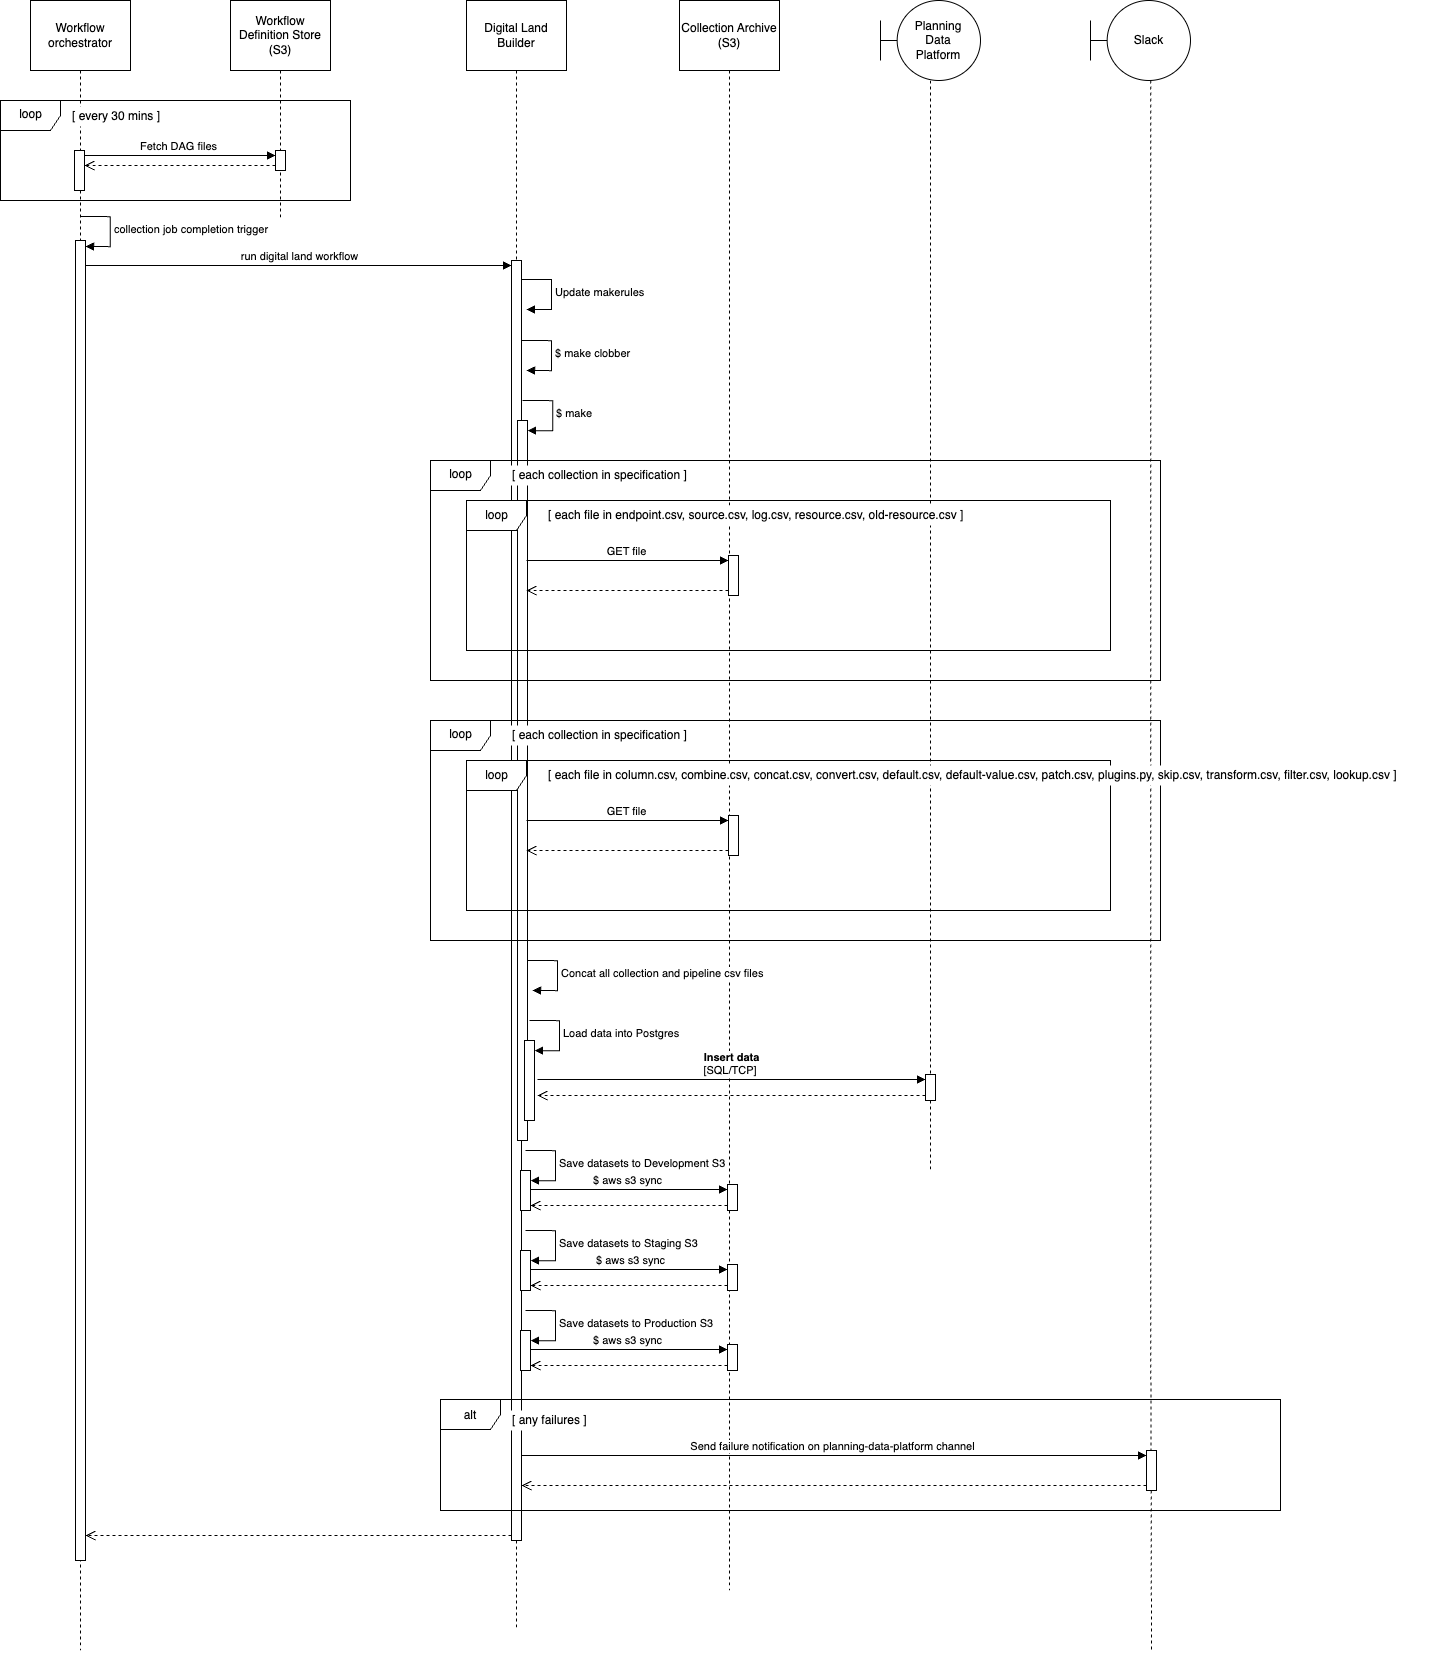 Workflow
orchestrator
Workflow
Definition Store
(S3)
Digital Land
Builder
Collection Archive
(S3)
Planning
Data
Platform
Slack
loop
[ every 30 mins ]
Fetch DAG files
collection job completion trigger
run digital land workflow
Update makerules
$ make clobber
$ make
loop
[ each collection in specification ]
loop
[ each file in endpoint.csv, source.csv, log.csv, resource.csv, old-resource.csv ]
GET file
loop
[ each collection in specification ]
loop
[ each file in column.csv, combine.csv, concat.csv, convert.csv, default.csv, default-value.csv, patch.csv, plugins.py, skip.csv, transform.csv, filter.csv, lookup.csv ]
GET file
Concat all collection and pipeline csv files
Load data into Postgres
Insert data
[SQL/TCP]
Save datasets to Development S3
$ aws s3 sync
Save datasets to Staging S3
$ aws s3 sync
Save datasets to Production S3
$ aws s3 sync
alt
[ any failures ]
Send failure notification on planning-data-platform channel